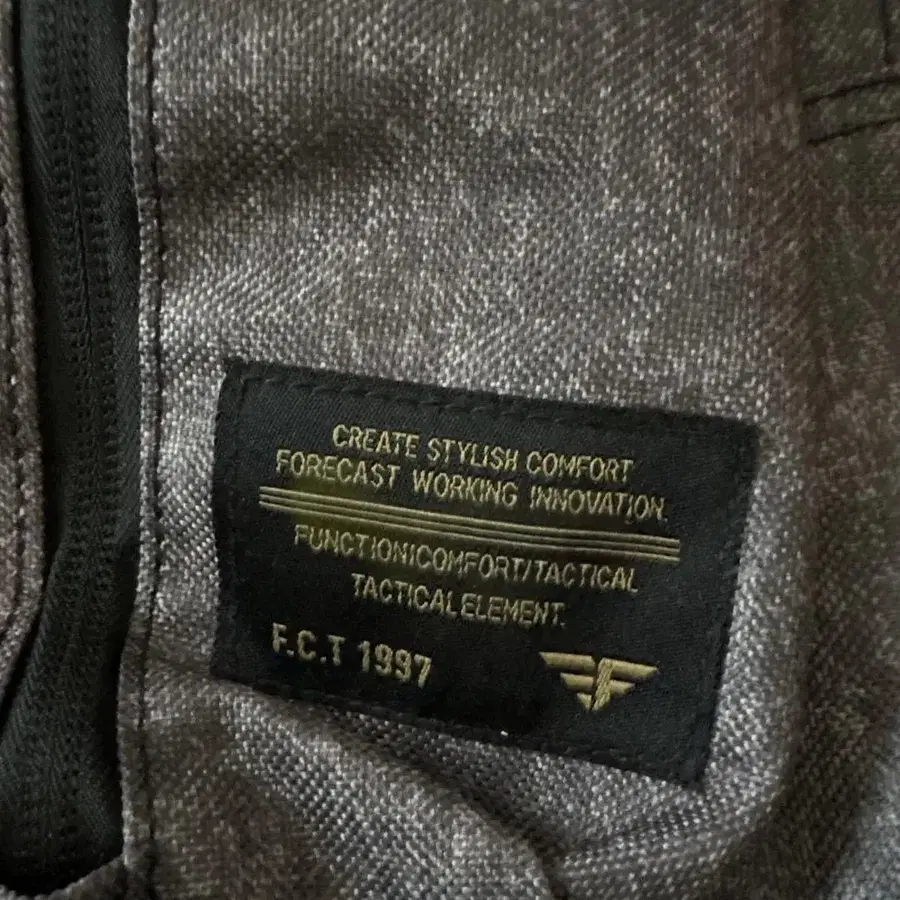 CREATE STYLISH COMFORT
FORECAST WORKING INNOVATION.
FUNCTION/COMFORT/TACTICAL
TACTICAL ELEMENT.
F.C.T 1997